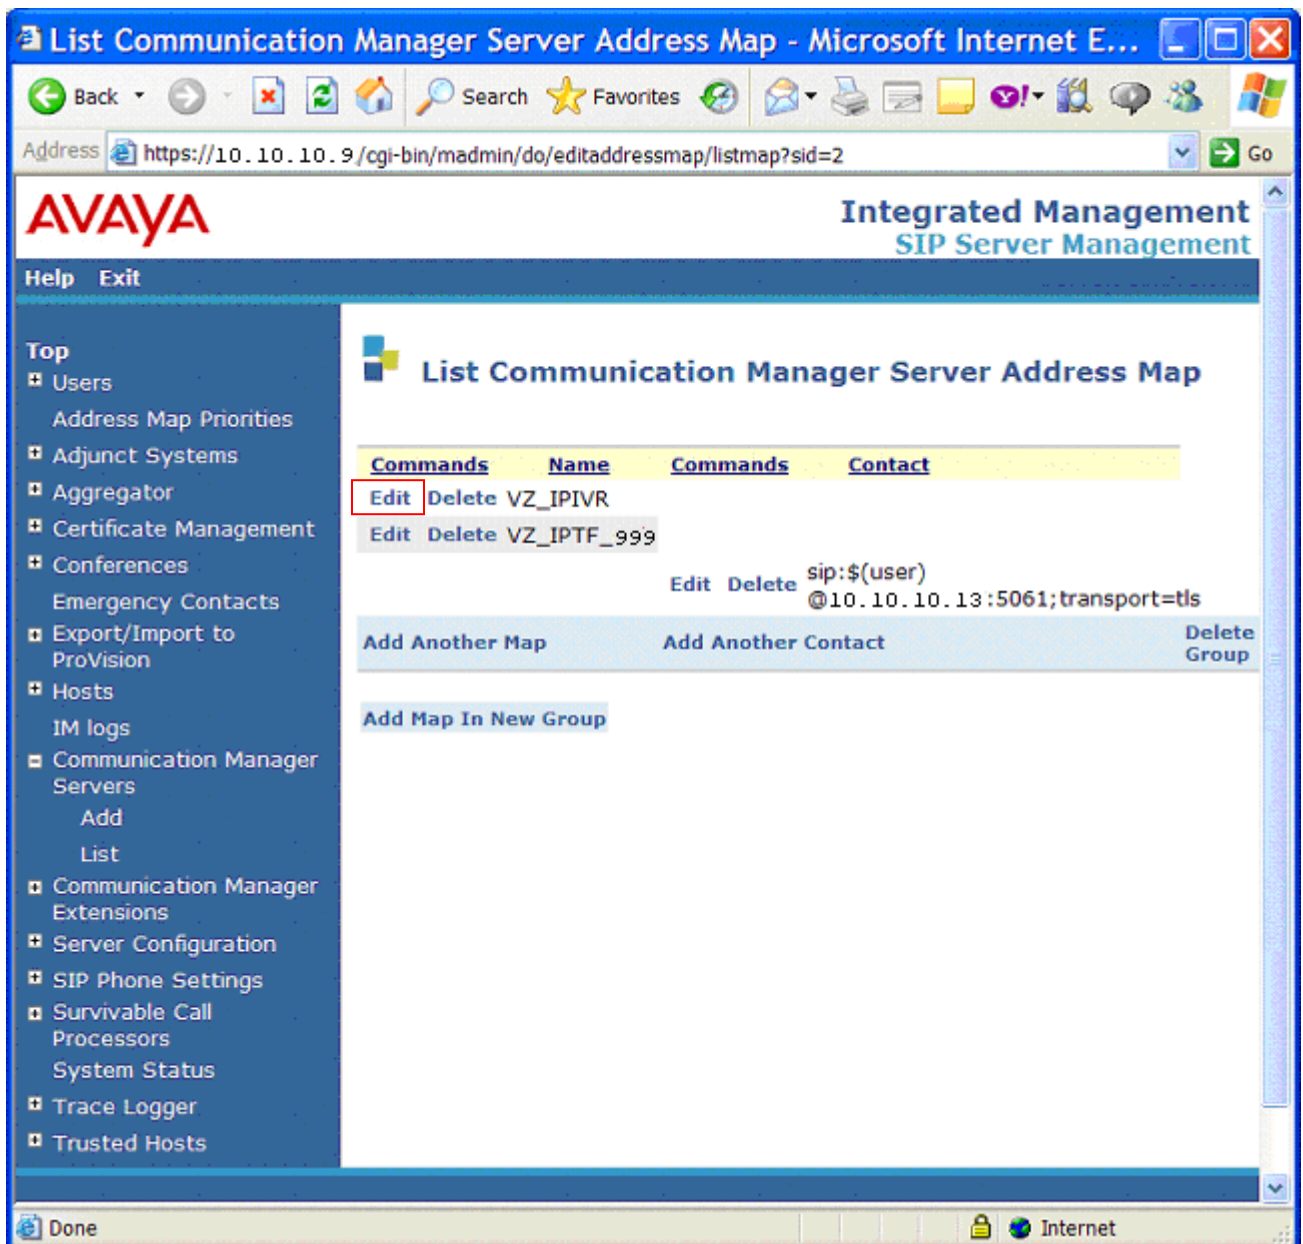 List Communication Manager Server Address Map - Microsoft Internet E...
Back Search Favorites
Address https://10.10.10.9/cgi-bin/madmin/do/editaddressmap/listmap?sid=2 Go
AVAYA
Integrated Management
SIP Server Management
Help Exit
Top
Users
Address Map Priorities
Adjunct Systems
Aggregator
Certificate Management
Conferences
Emergency Contacts
Export/Import to
ProVision
Hosts
IM logs
Communication Manager
Servers
Add
List
Communication Manager
Extensions
Server Configuration
SIP Phone Settings
Survivable Call
Processors
System Status
Trace Logger
Trusted Hosts
List Communication Manager Server Address Map
Commands Name Commands Contact
Edit Delete VZ_IPIVR
Edit Delete VZ_IPTF_999
Edit Delete sip:$(user)
@10.10.10.13:5061;transport=tls
Add Another Map Add Another Contact Delete
Group
Add Map In New Group
Done Internet